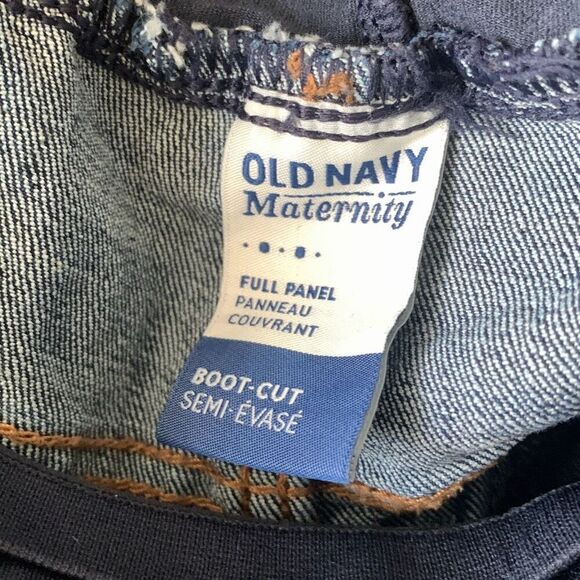 OLD NAVY
Maternity
FULL PANEL
PANNEAU
COUVRANT
BOOT-CUT
SEMI-ÉVASÉ